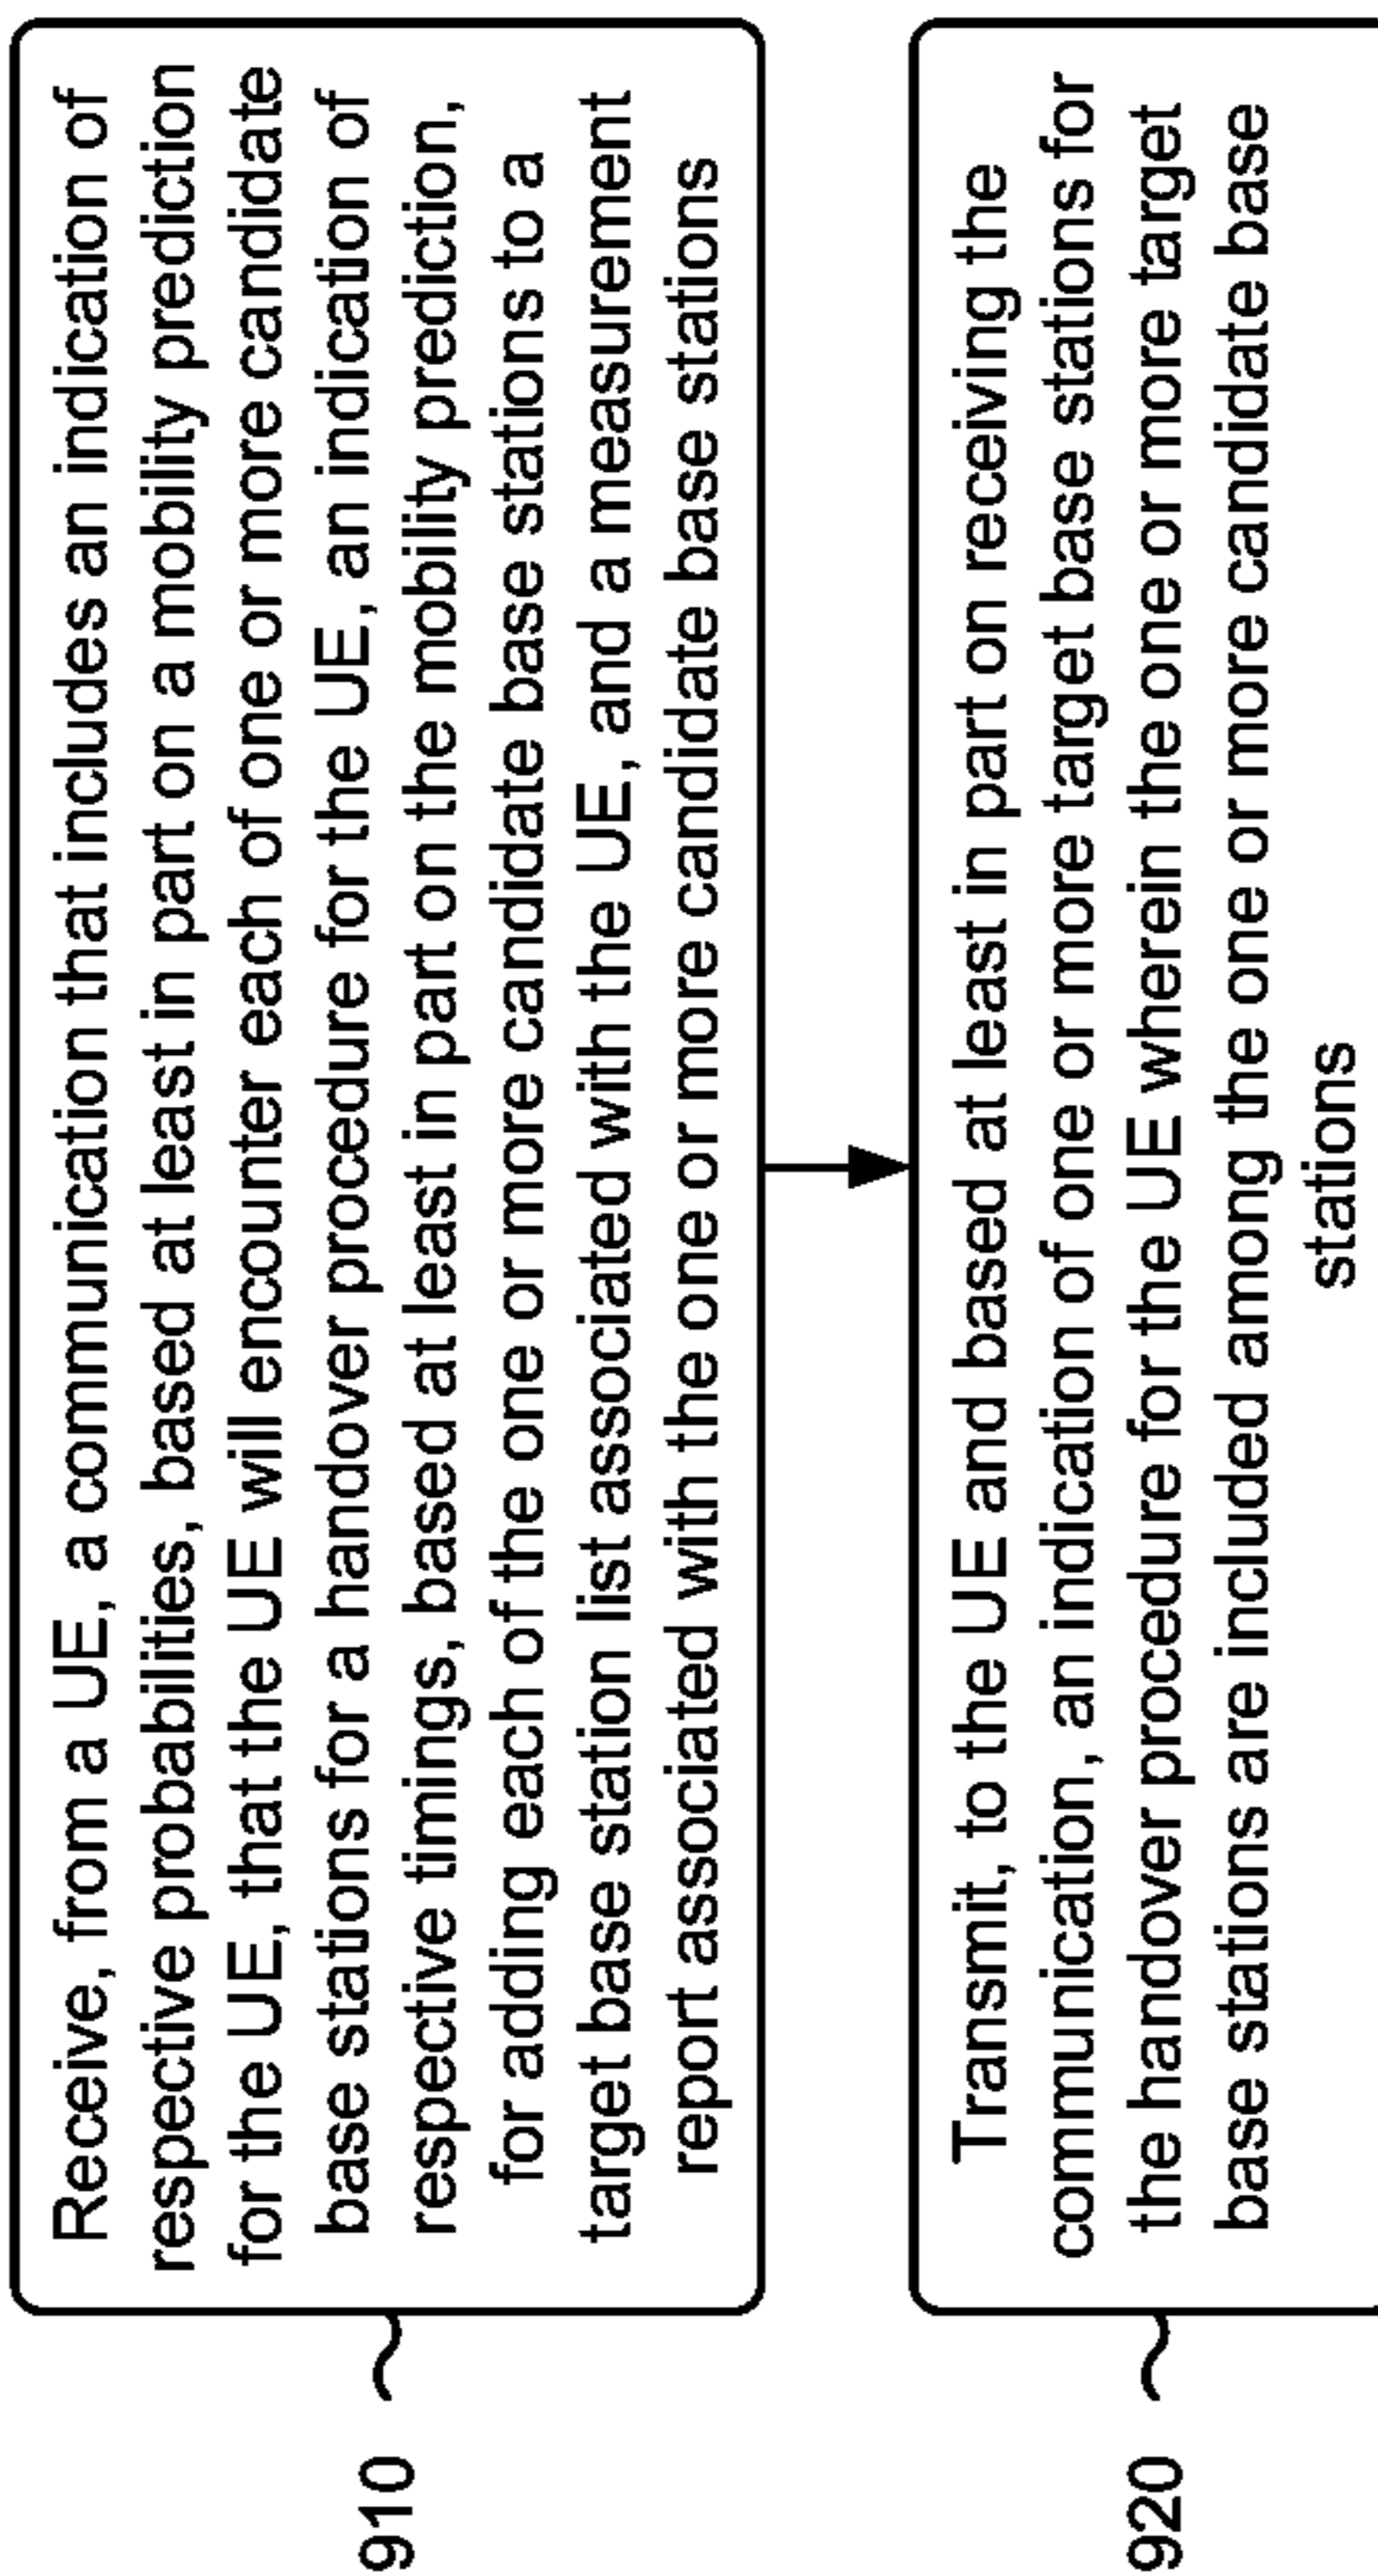 Receive, from a UE, a communication that includes an indication of
respective probabilities, based at least in part on a mobility prediction
for the UE, that the UE will encounter each of one or more candidate
base stations for a handover procedure for the UE, an indication of
respective timings, based at least in part on the mobility prediction,
for adding each of the one or more candidate base stations to a
target base station list associated with the UE, and a measurement
report associated with the one or more candidate base stations
910
Transmit, to the UE and based at least in part on receiving the
communication, an indication of one or more target base stations for
the handover procedure for the UE wherein the one or more target
base stations are included among the one or more candidate base
stations
920